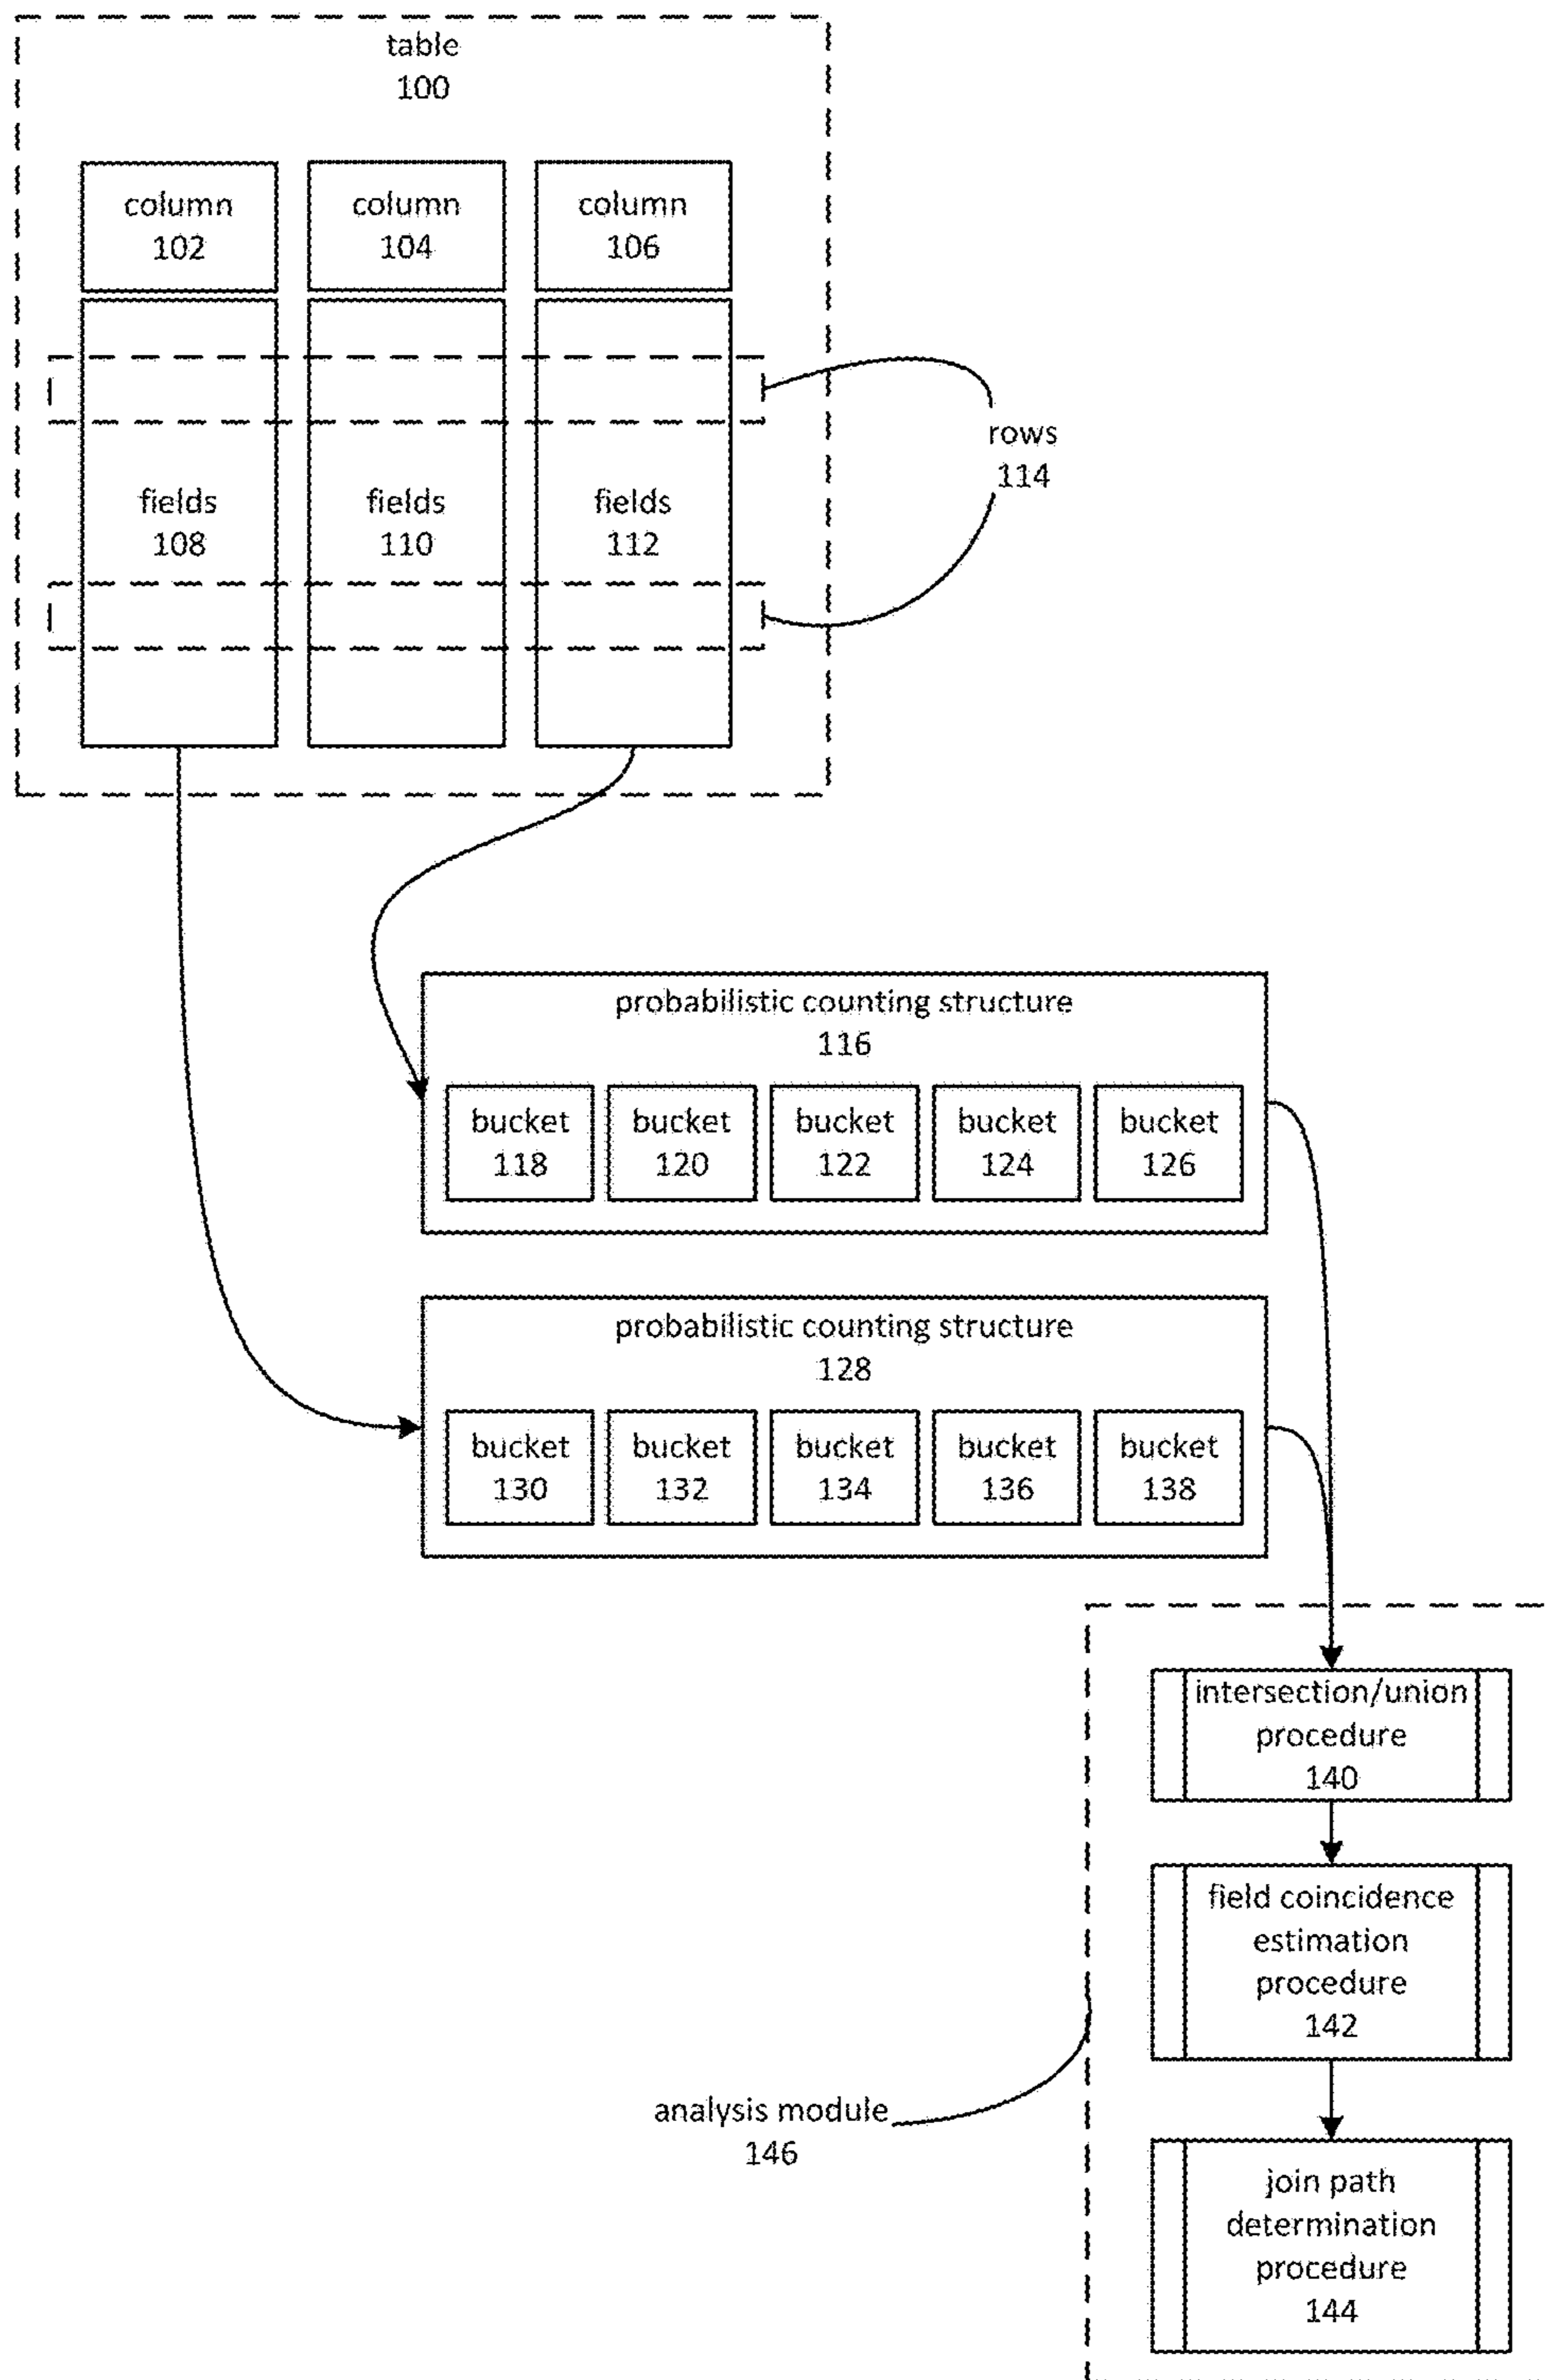 table
100
column
102
column
104
column
106
rows
114
fields
108
fields
110
fields
112
probabilistic counting structure
116
bucket
118
bucket
120
bucket
122
bucket
124
bucket
126
probabilistic counting structure
128
bucket
130
bucket
132
bucket
134
bucket
136
bucket
138
intersection/union
procedure
140
field coincidence
estimation
procedure
142
analysis module
146
join path
determination
procedure
144